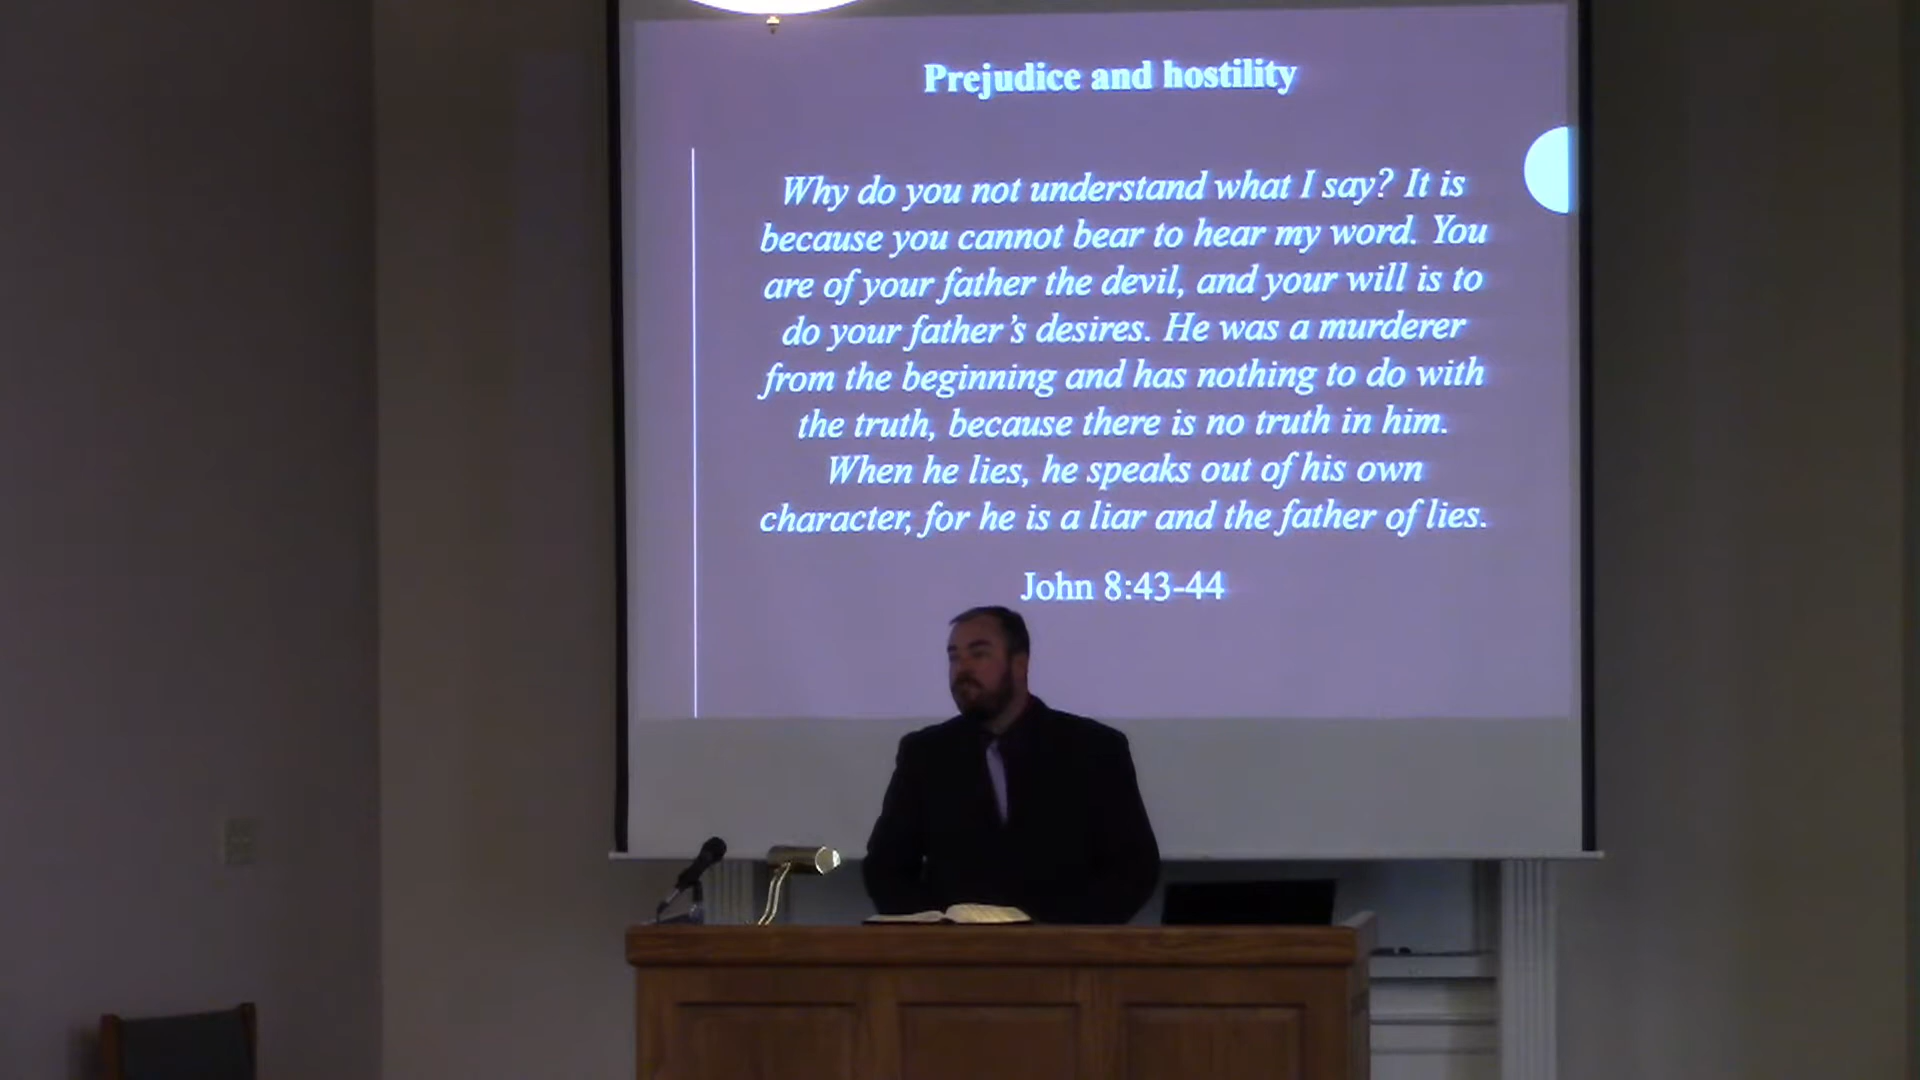 Prejudice and hostility
Why do you not understand what I say? It is
because you cannot bear to hear my word. You
are of your father the devil, and your will is to
do your father’s desires. He was a murderer
from the beginning and has nothing to do with
the truth, because there is no truth in him.
When he lies, he speaks out of his own
character, for he is a liar and the father of lies.
John 8:43-44